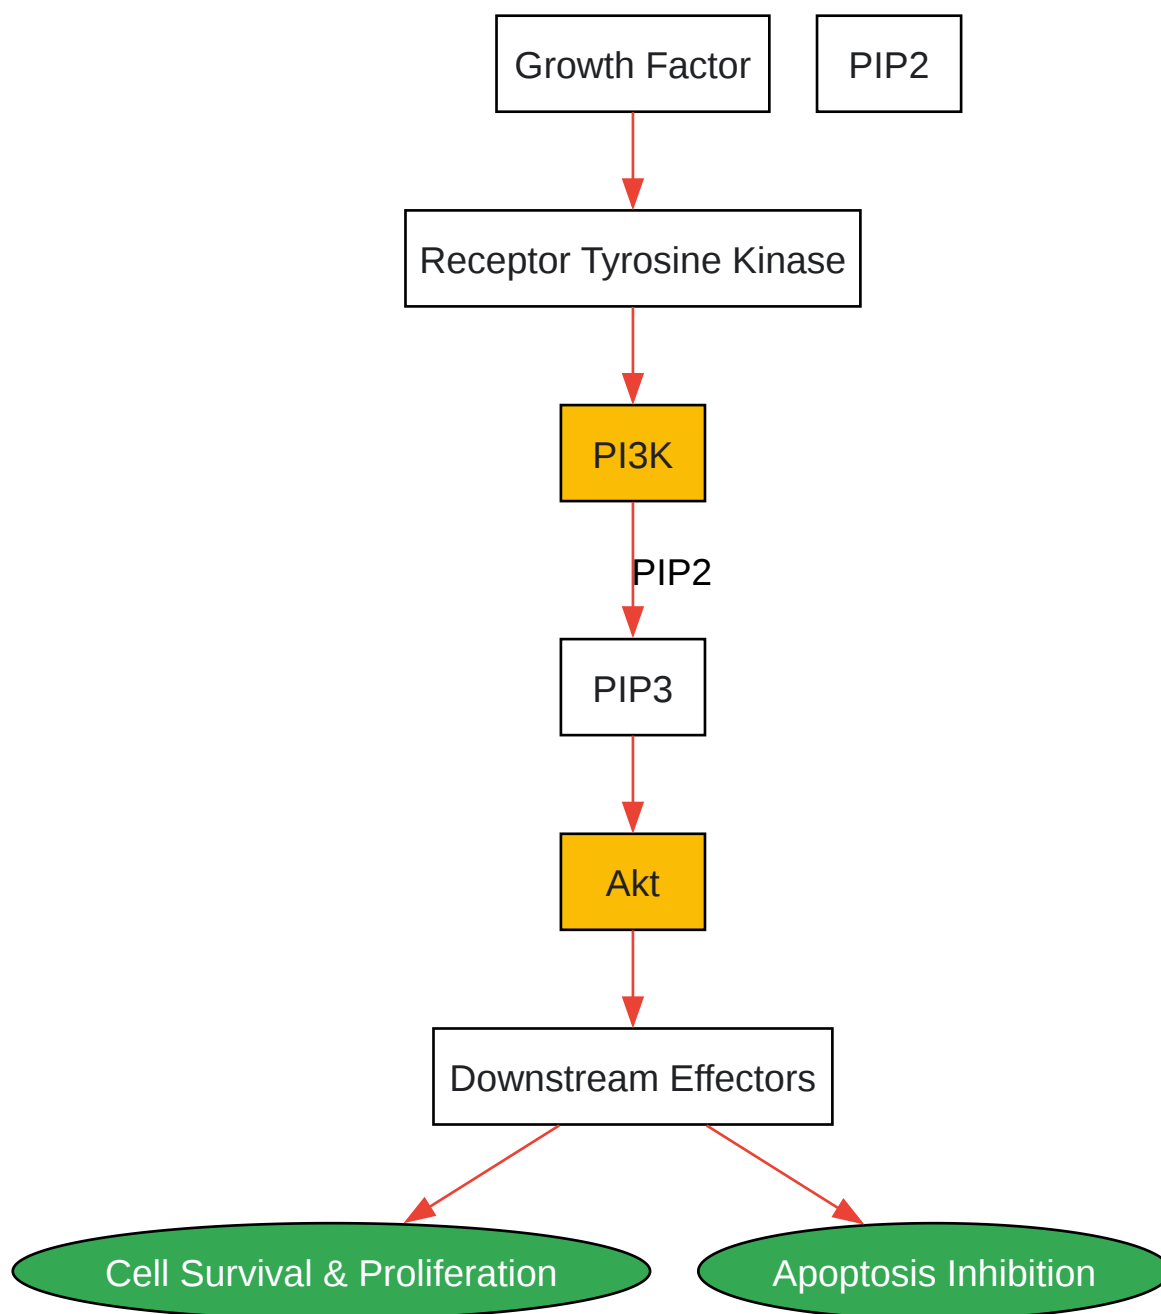 Growth Factor
PIP2
Receptor Tyrosine Kinase
PI3K
PIP2
PIP3
Akt
Downstream Effectors
Cell Survival & Proliferation
Apoptosis Inhibition